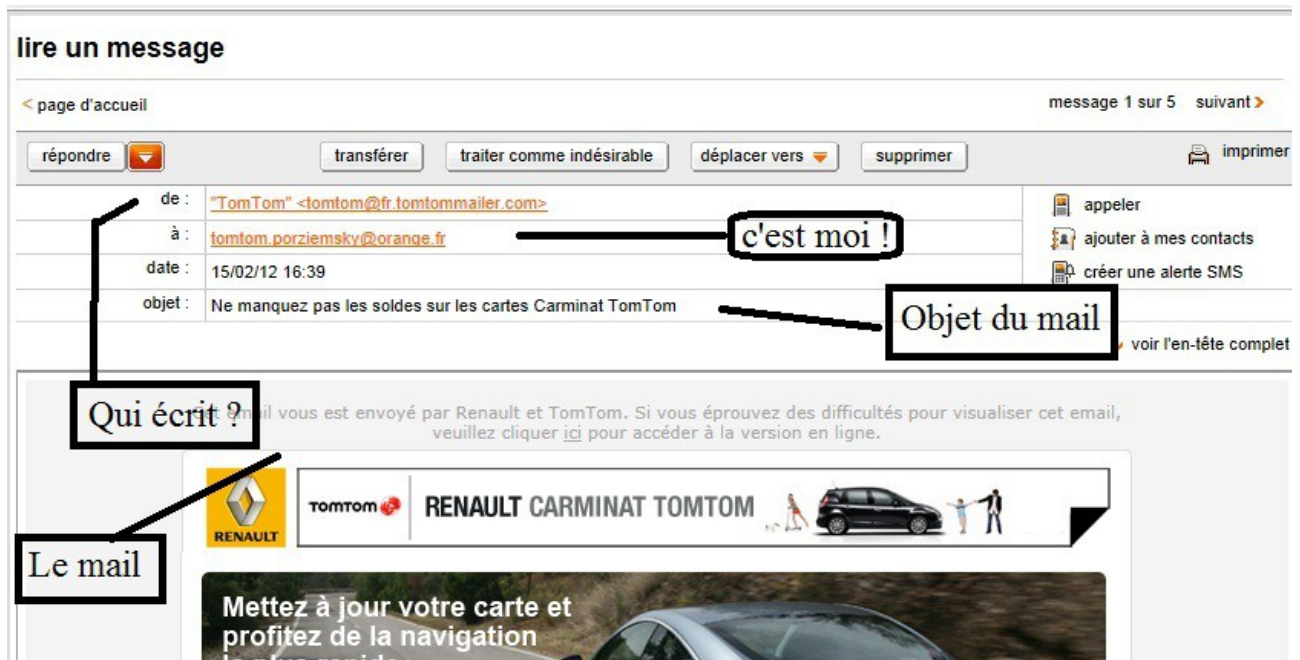 lire un message
< page d'accueil
message 1 sur 5 suivant >
répondre transférer traiter comme indésirable déplacer vers supprimer imprimer
de : "TomTom" <tomtom@fr.tomtommailer.com>
appeler
à : tomtom.porziemsky@orange.fr
c'est moi !
ajouter à mes contacts
date : 15/02/12 16:39
créer une alerte SMS
objet : Ne manquez pas les soldes sur les cartes Carminat TomTom
Objet du mail
voir l'en-tête complet
Qui écrit ?
email vous est envoyé par Renault et TomTom. Si vous éprouvez des difficultés pour visualiser cet email,
veuillez cliquer ici pour accéder à la version en ligne.
RENAULT
TOMTOM
RENAULT CARMINAT TOMTOM
Le mail
Mettez à jour votre carte et
profitez de la navigation